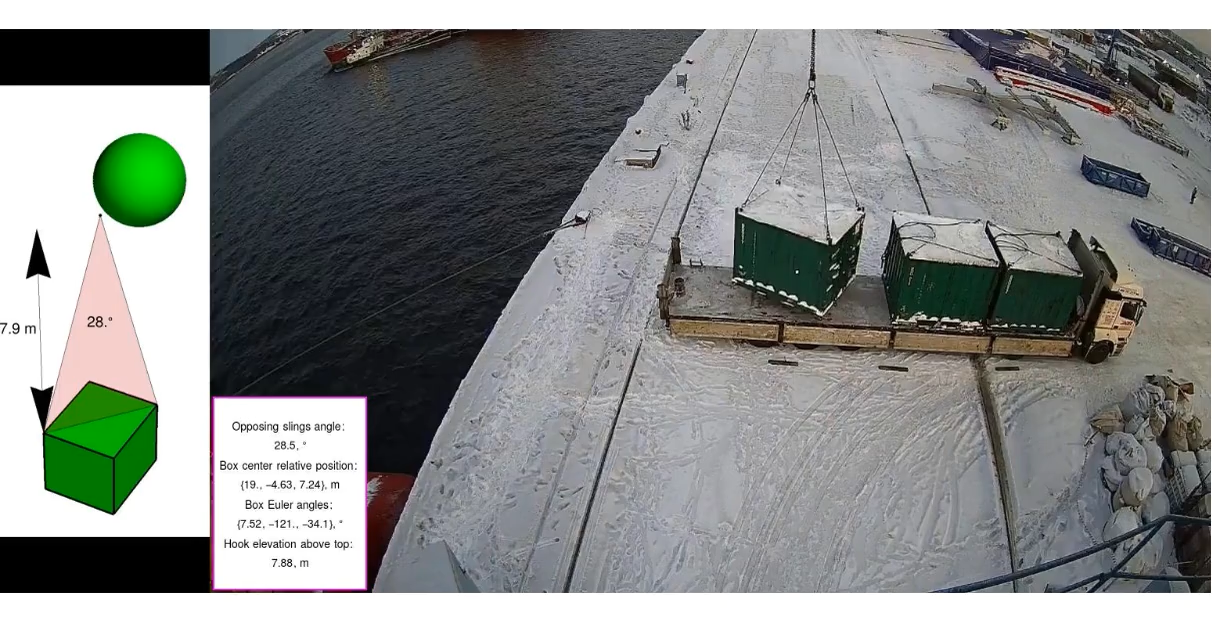 7.9 m
28.°
Opposing slings angle:
28.5, °
Box center relative position:
{19., −4.63, 7.24}, m
Box Euler angles:
{7.52, −121., −34.1}, °
Hook elevation above top:
7.88, m